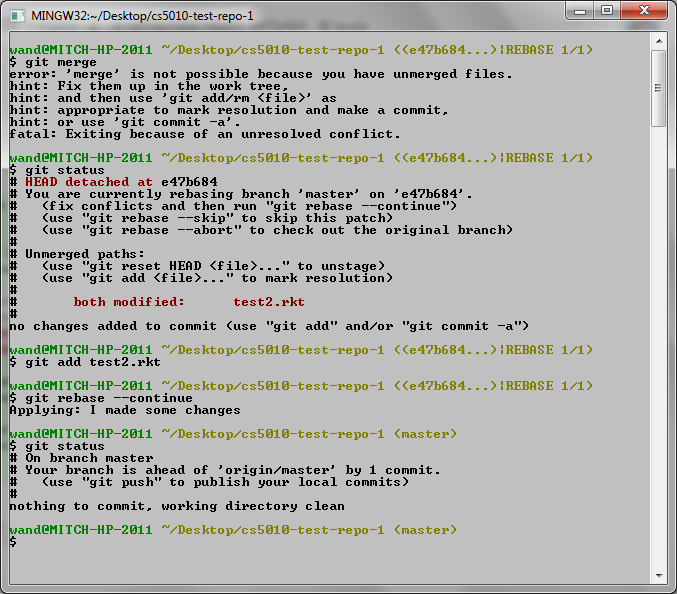 MINGW32:~/Desktop/cs5010-test-repo-1
wand@MITCH-HP-2011 ~/Desktop/cs5010-test-repo-1 ((e47b684...)|REBASE 1/1)
$ git merge
error: 'merge' is not possible because you have unmerged files.
hint: Fix them up in the work tree,
hint: and then use 'git add/rm <file>' as
hint: appropriate to mark resolution and make a commit,
hint: or use 'git commit -a'.
fatal: Exiting because of an unresolved conflict.
wand@MITCH-HP-2011 ~/Desktop/cs5010-test-repo-1 ((e47b684...)|REBASE 1/1)
$ git status
# HEAD detached at e47b684
# You are currently rebasing branch 'master' on 'e47b684'.
#   (fix conflicts and then run "git rebase --continue")
#   (use "git rebase --skip" to skip this patch)
#   (use "git rebase --abort" to check out the original branch)
#
# Unmerged paths:
#   (use "git reset HEAD <file>..." to unstage)
#   (use "git add <file>..." to mark resolution)
#
#       both modified:      test2.rkt
#
no changes added to commit (use "git add" and/or "git commit -a")
wand@MITCH-HP-2011 ~/Desktop/cs5010-test-repo-1 ((e47b684...)|REBASE 1/1)
$ git add test2.rkt
wand@MITCH-HP-2011 ~/Desktop/cs5010-test-repo-1 ((e47b684...)|REBASE 1/1)
$ git rebase --continue
Applying: I made some changes
wand@MITCH-HP-2011 ~/Desktop/cs5010-test-repo-1 (master)
$ git status
# On branch master
# Your branch is ahead of 'origin/master' by 1 commit.
#   (use "git push" to publish your local commits)
#
nothing to commit, working directory clean
wand@MITCH-HP-2011 ~/Desktop/cs5010-test-repo-1 (master)
$